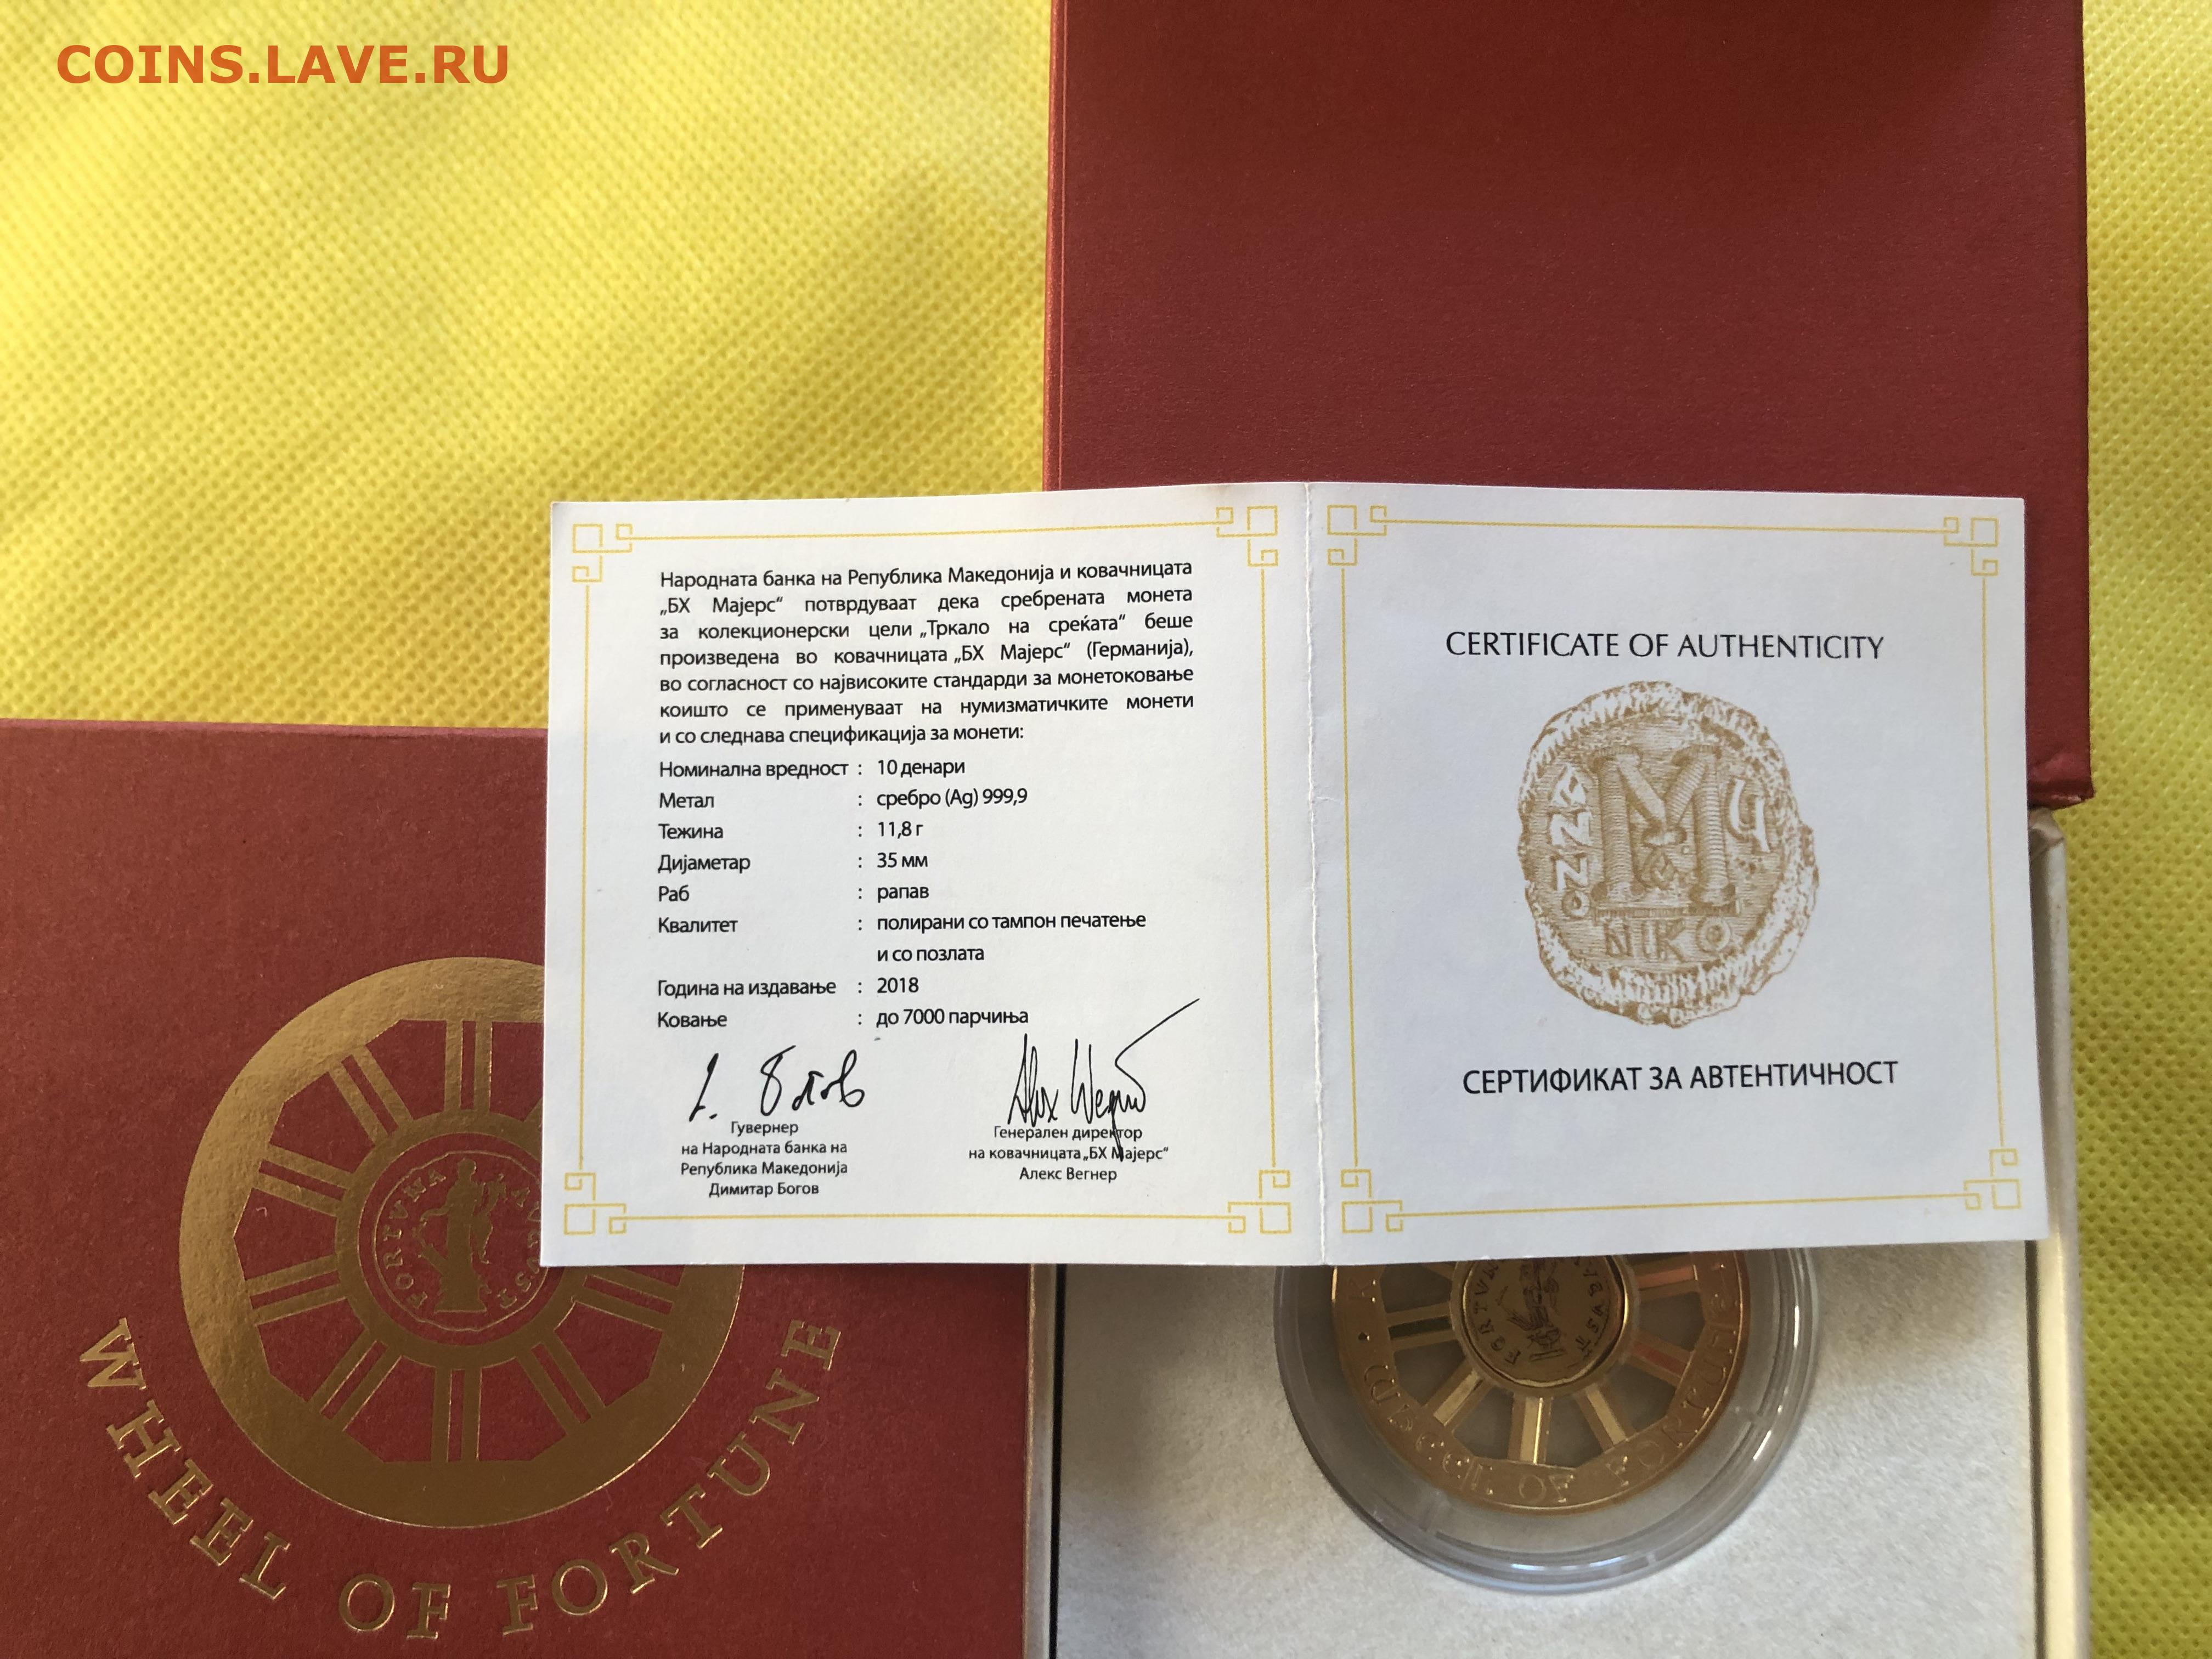 COINS.LAVE.RU
Народната банка на Република Македонија и ковачницата
„БХ Мајерс“ потврдуваат дека сребрената монета
за колекционерски цели „Тркало на среќата“ беше
произведена во ковачницата „БХ Мајерс“ (Германија),
во согласност со највисоките стандарди за монетоковање
коишто се применуваат на нумизматичките монети
и со следнава спецификација за монети:
Номинална вредност : 10 денари
Метал : сребро (Ag) 999,9
Тежина : 11,8 г
Дијаметар : 35 мм
Раб : рапав
Квалитет : полирани со тампон печатење
и со позлата
Година на издавање : 2018
Ковање : до 7000 парчиња
Гувернер
на Народната банка на
Република Македонија
Димитар Богов
Генерален директор
на ковачницата „БХ Мајерс“
Алекс Вегнер
CERTIFICATE OF AUTHENTICITY
ANNO
M
NIKO
СЕРТИФИКАТ ЗА АВТЕНТИЧНОСТ
FORTVNA
WHEEL OF FORTUNE
OF FORTUNE